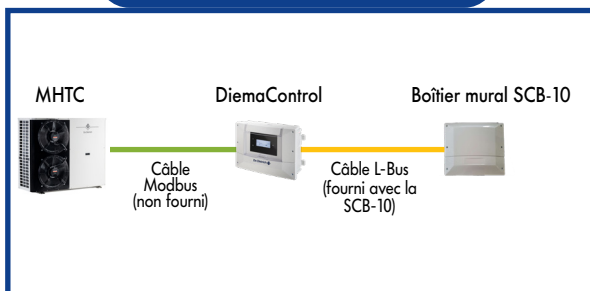 MHTC
DiemaControl
Boîtier mural SCB-10
Câble
Modbus
(non fourni)
Câble L-Bus
(fourni avec la
SCB-10)